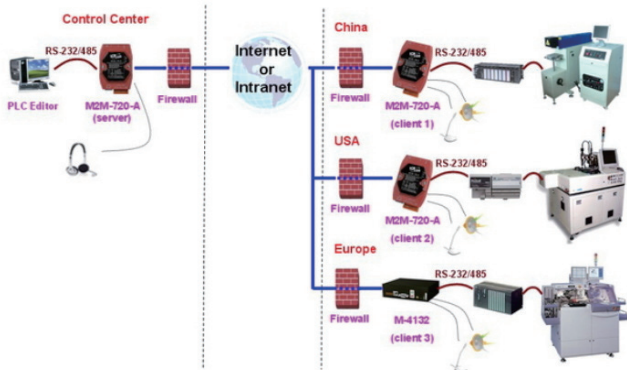 Control Center
RS-232/485
PLC Editor
M2M-720-A
(server)
Firewall
Internet
or
Intranet
China
RS-232/485
Firewall
M2M-720-A
(client 1)
USA
RS-232/485
Firewall
M2M-720-A
(client 2)
Europe
RS-232/485
Firewall
M-4132
(client 3)